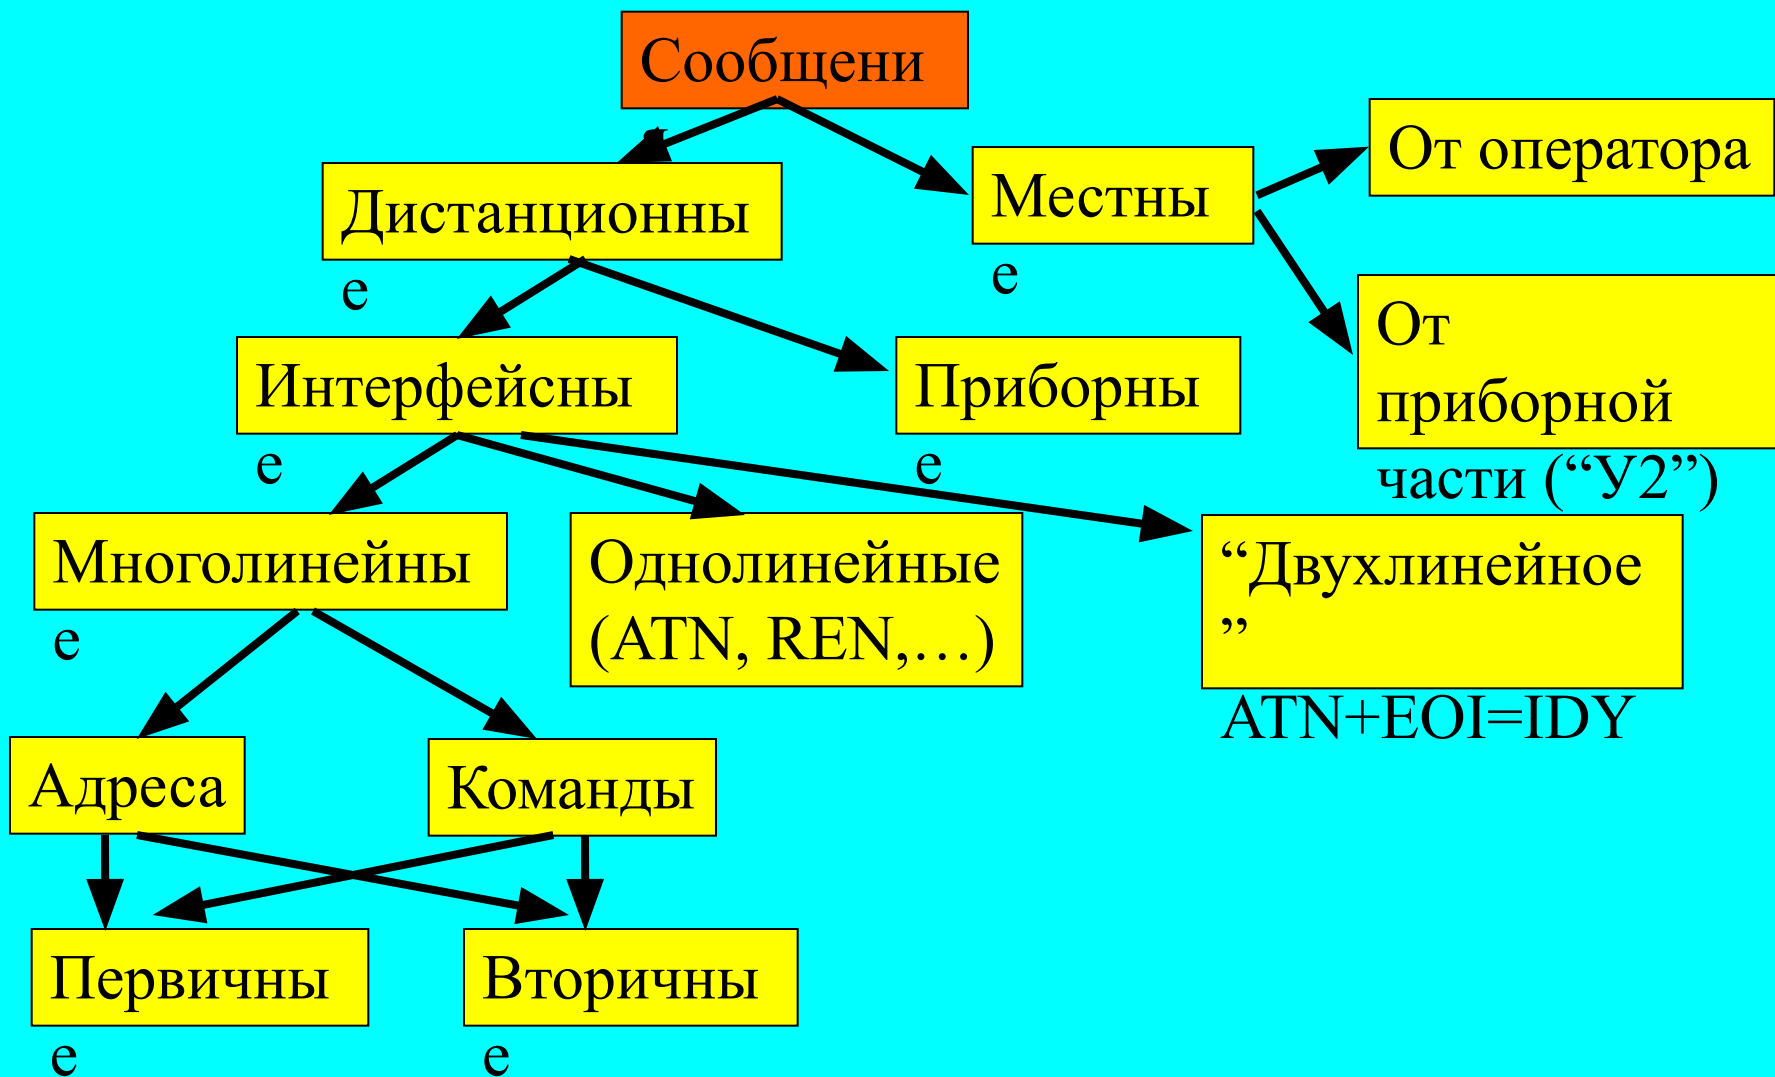 Сообщени
я
От оператора
Местны
е
Дистанционны
е
От
приборной
части (“У2”)
Интерфейсны
е
Приборны
е
Многолинейны
е
Однолинейные
(ATN, REN,…)
“Двухлинейное
”
ATN+EOI=IDY
Адреса
Команды
Первичны
е
Вторичны
е